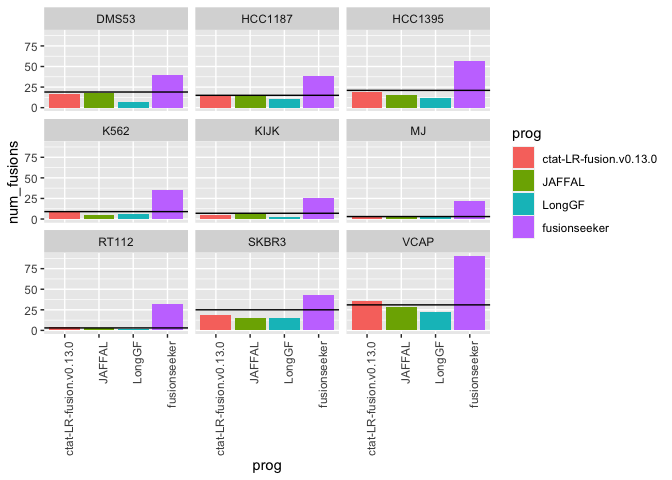 DMS53 HCC1187 HCC1395
75
50
25
0
K562 KIJK MJ
75
50
25
0
RT112 SKBR3 VCAP
75
50
25
0
num_fusions
ctat-LR-fusion.v0.13.0 JAFFAL LongGF fusionseeker ctat-LR-fusion.v0.13.0 JAFFAL LongGF fusionseeker ctat-LR-fusion.v0.13.0 JAFFAL LongGF fusionseeker
prog
prog
ctat-LR-fusion.v0.13.0
JAFFAL
LongGF
fusionseeker